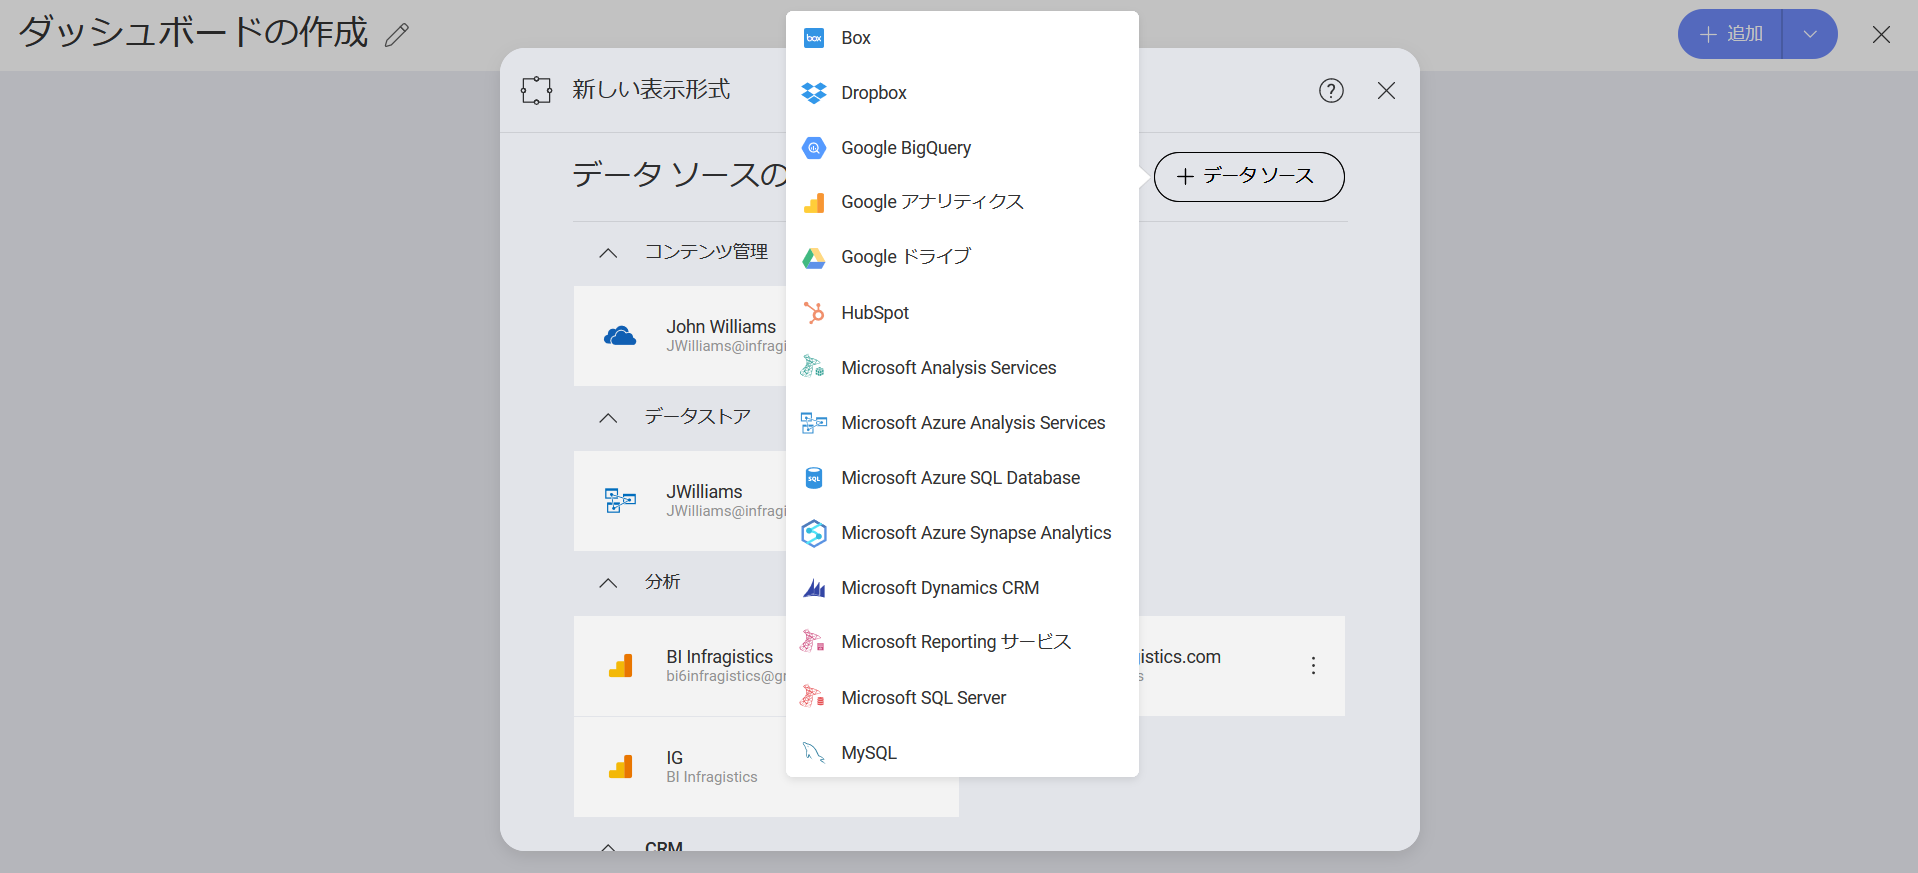 ダッシュボードの作成
追加
新しい表示形式
データ ソースの
データ ソース
コンテンツ管理
John Williams
JWilliams@infragi
データストア
JWilliams
JWilliams@infragi
分析
BI Infragistics
bi6infragistics@gr
istics.com
s
IG
BI Infragistics
CRM
box
Box
Dropbox
Google BigQuery
Google アナリティクス
Google ドライブ
HubSpot
Microsoft Analysis Services
Microsoft Azure Analysis Services
SQL
Microsoft Azure SQL Database
Microsoft Azure Synapse Analytics
Microsoft Dynamics CRM
Microsoft Reporting サービス
Microsoft SQL Server
MySQL